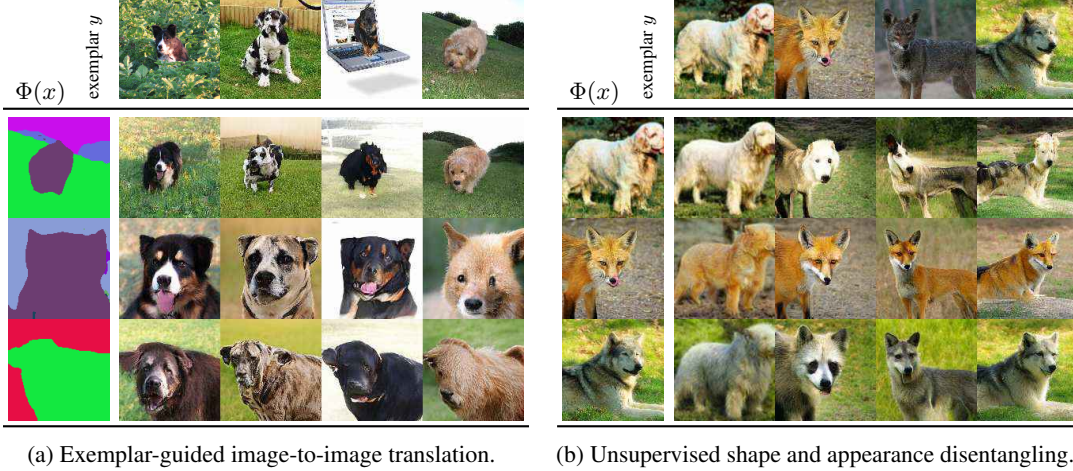 Φ(x) exemplar y
Φ(x) exemplar y
(a) Exemplar-guided image-to-image translation.
(b) Unsupervised shape and appearance disentangling.